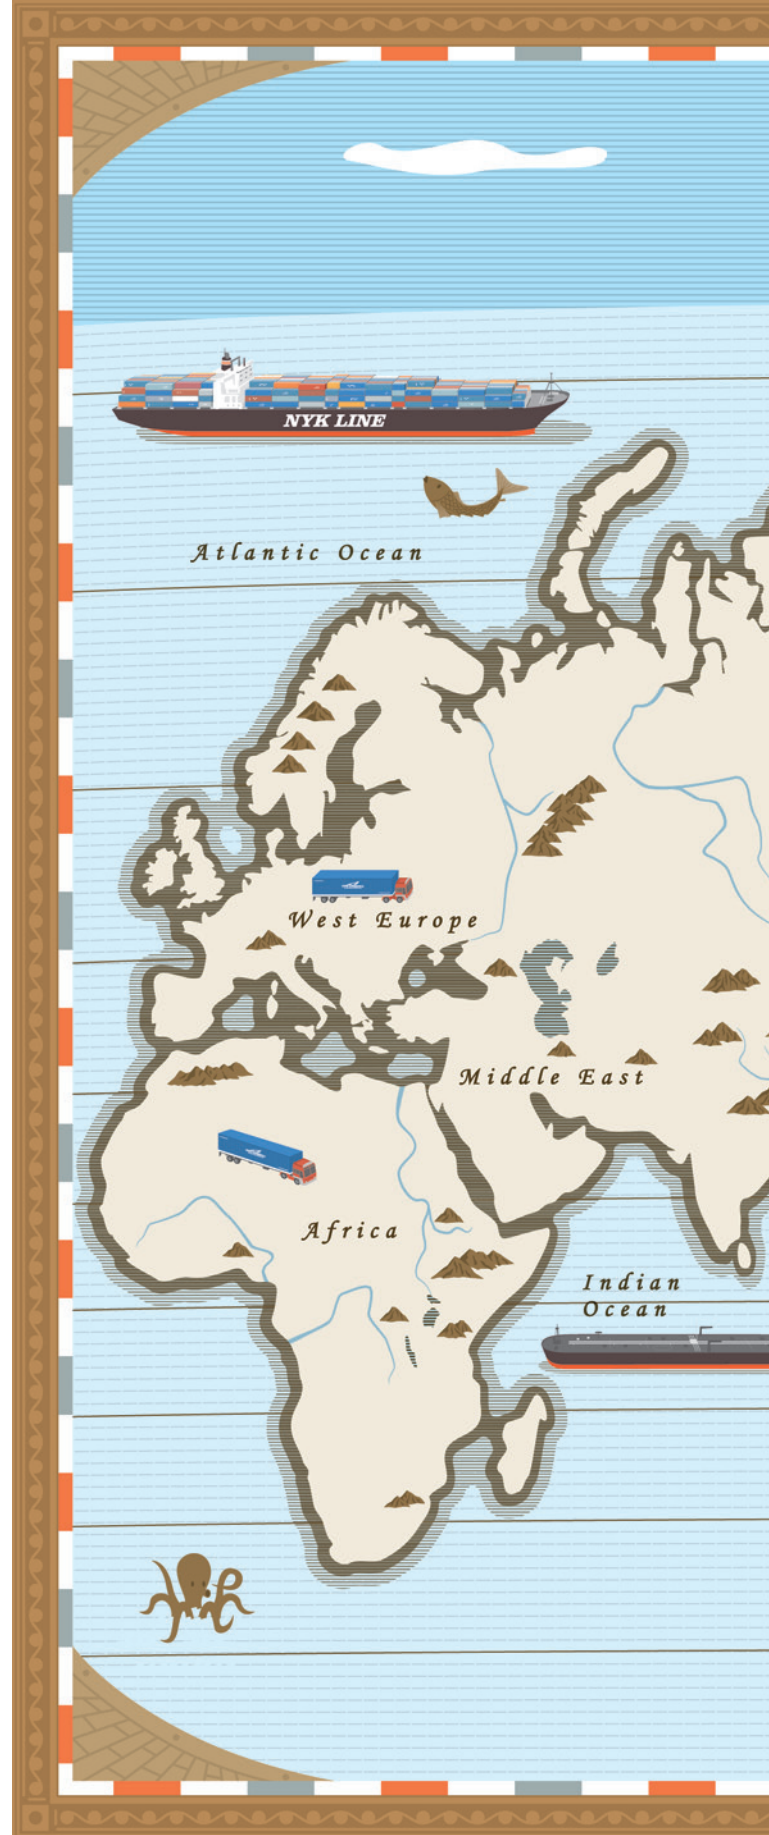 NYK LINE
Atlantic Ocean
West Europe
Middle East
Africa
Indian
Ocean